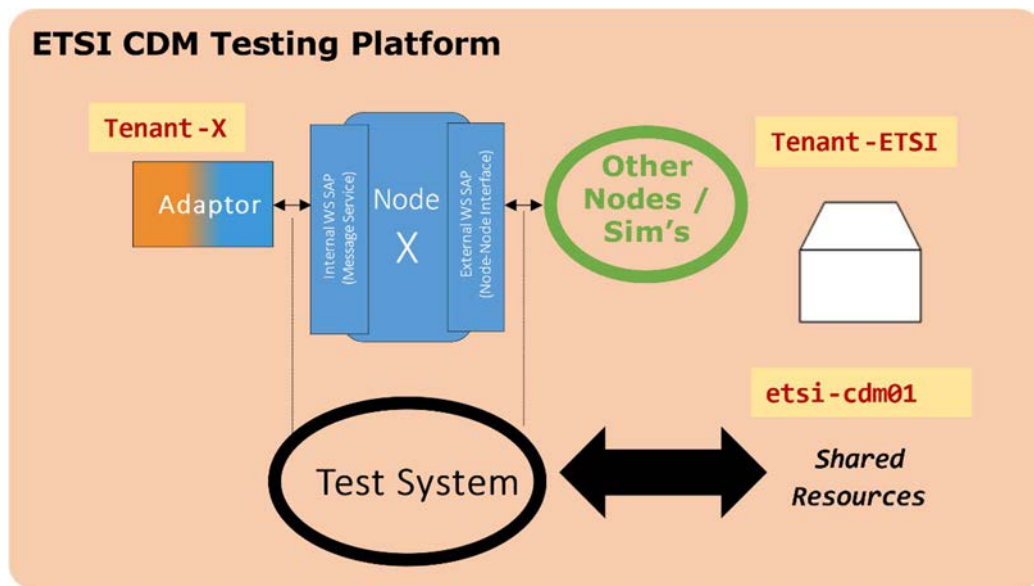 ETSI CDM Testing Platform
Tenant-X
Adaptor
Internal WS SAP
(Message Service)
Node
X
External WS SAP
(Node-Node Interface)
Other
Nodes /
Sim's
Tenant-ETSI
etsi-cdm01
Test System
Shared
Resources